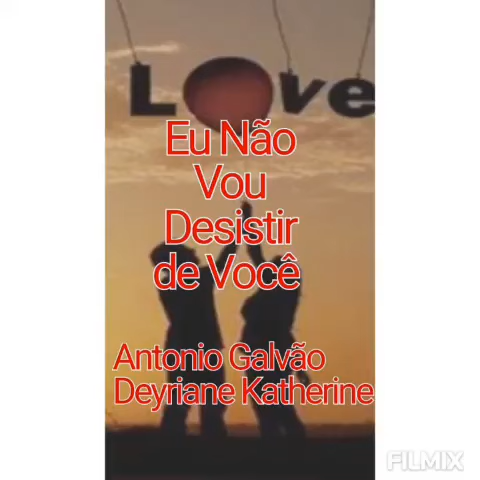 Love
Eu Não
Vou
Desistir
de Você
Antonio Galvão
Deyriane Katherine
FILMIX